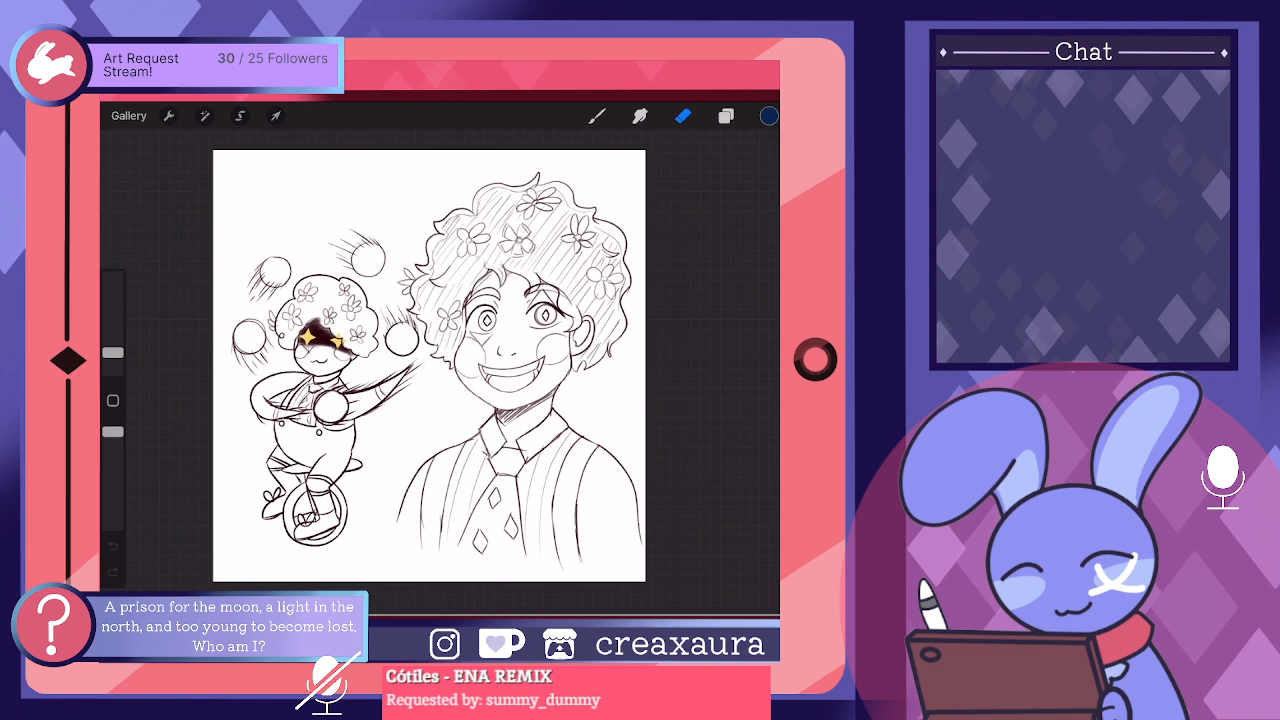 Art Request
Stream!
30 / 25 Followers
Chat
Gallery
A prison for the moon, a light in the
north, and too young to become lost.
Who am I?
creaxaura
Cótiles - ENA REMIX
Requested by: summy_dummy